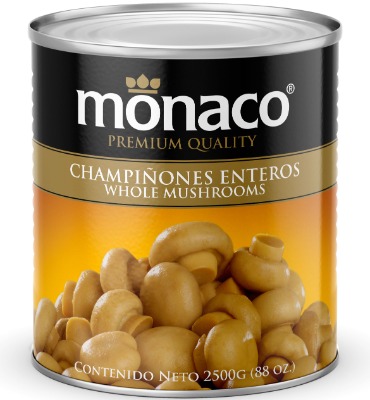 monaco®
PREMIUM QUALITY
CHAMPIÑONES ENTEROS
WHOLE MUSHROOMS
CONTENIDO NETO 2500G (88 OZ.)